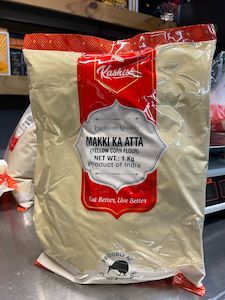 Kashish
Premium Quality
MAKKI KA ATTA
(YELLOW CORN FLOUR)
NET WT.: 1 Kg
Product of India
Eat Better, Live Better
PROUDLY